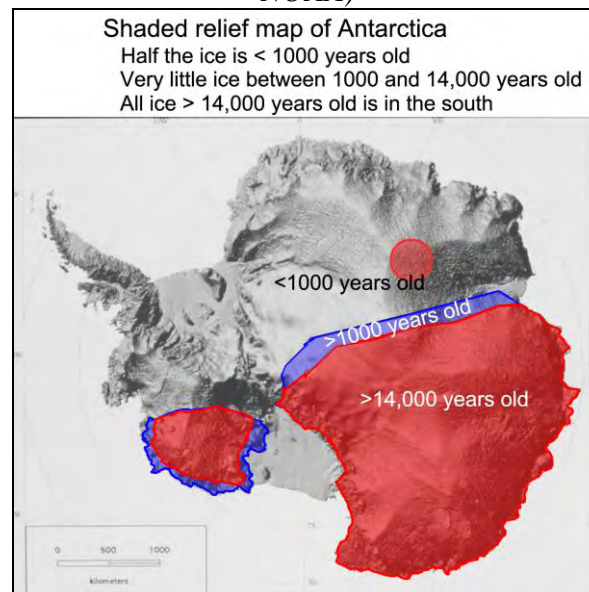 NOAA)
Shaded relief map of Antarctica
Half the ice is < 1000 years old
Very little ice between 1000 and 14,000 years old
All ice > 14,000 years old is in the south
<1000 years old
>1000 years old
>14,000 years old
0 500 1000
kilometers